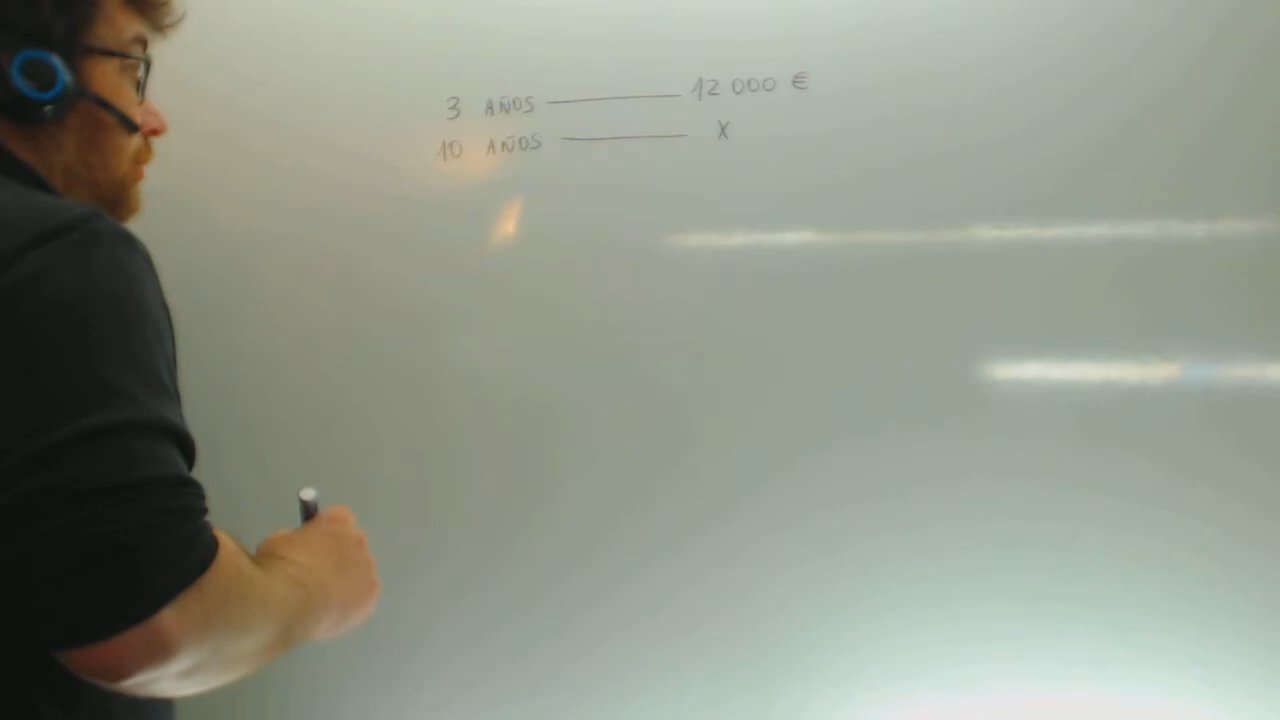 3 AÑOS ——— 12 000 €
10 AÑOS ——— X